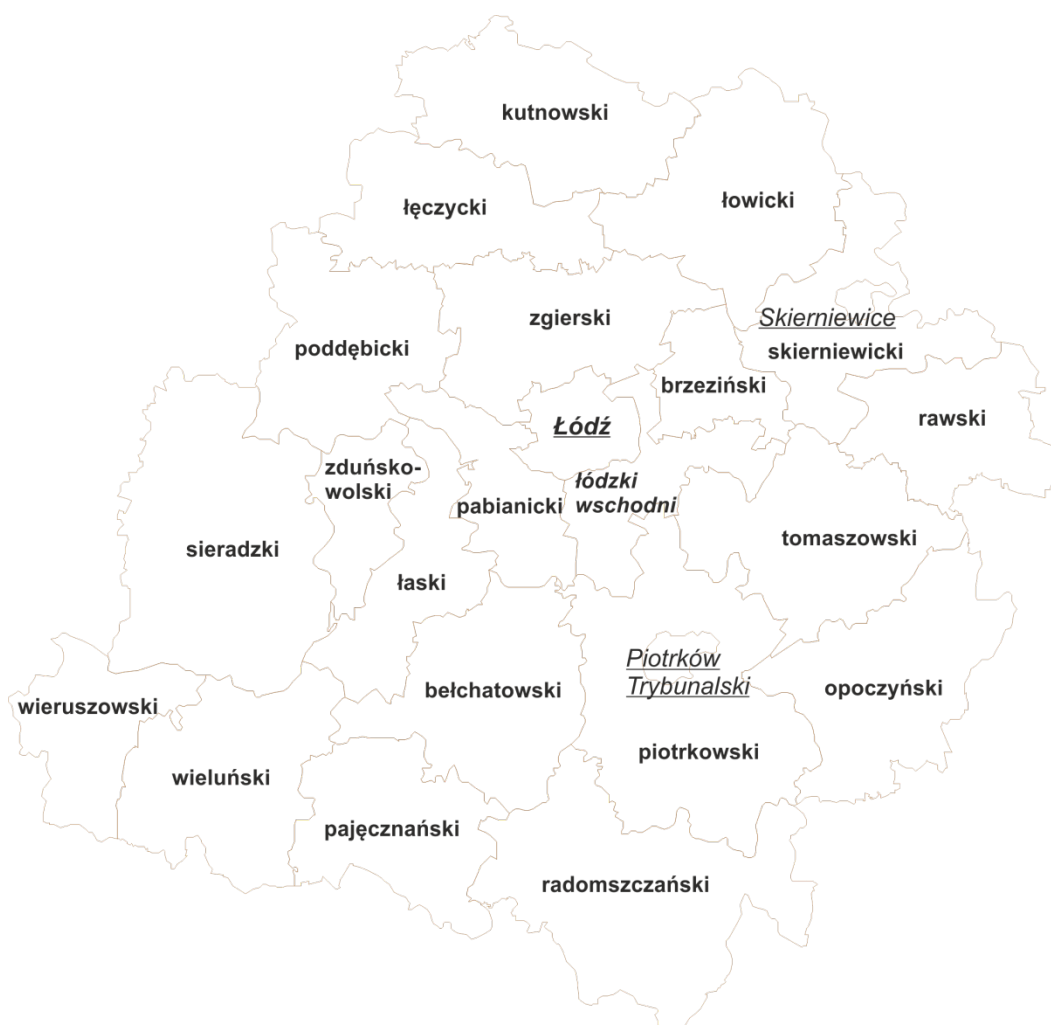 kutnowski
łęczycki
łowicki
zgierski
Skierniewice
skierniewicki
poddębicki
brzeziński
rawski
Łódź
zduńsko-
wolski
łódzki
wschodni
pabianicki
tomaszowski
sieradzki
łaski
Piotrków
Trybunalski
bełchatowski
opoczyński
wieruszowski
piotrkowski
wieluński
pajęcznański
radomszczański